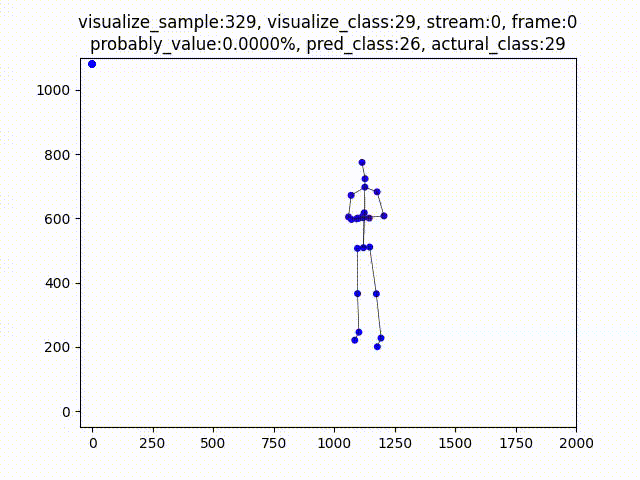 visualize_sample:329, visualize_class:29, stream:0, frame:0
probably_value:0.0000%, pred_class:26, actural_class:29
1000
800
600
400
200
0
0 250 500 750 1000 1250 1500 1750 2000